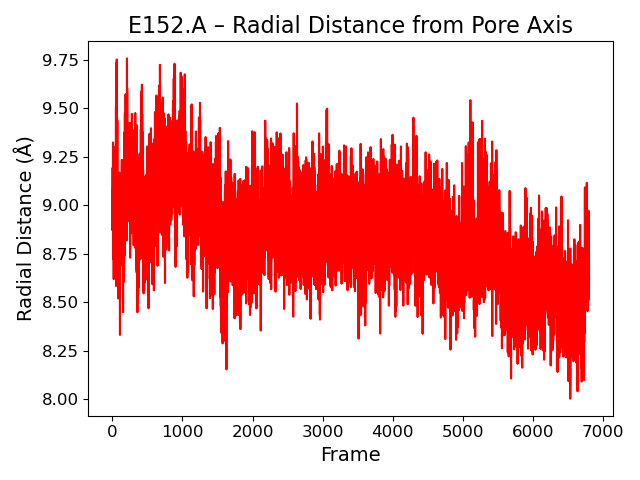 E152.A – Radial Distance from Pore Axis
9.75
9.50
9.25
9.00
8.75
8.50
8.25
8.00
Radial Distance (Å)
0 1000 2000 3000 4000 5000 6000 7000
Frame